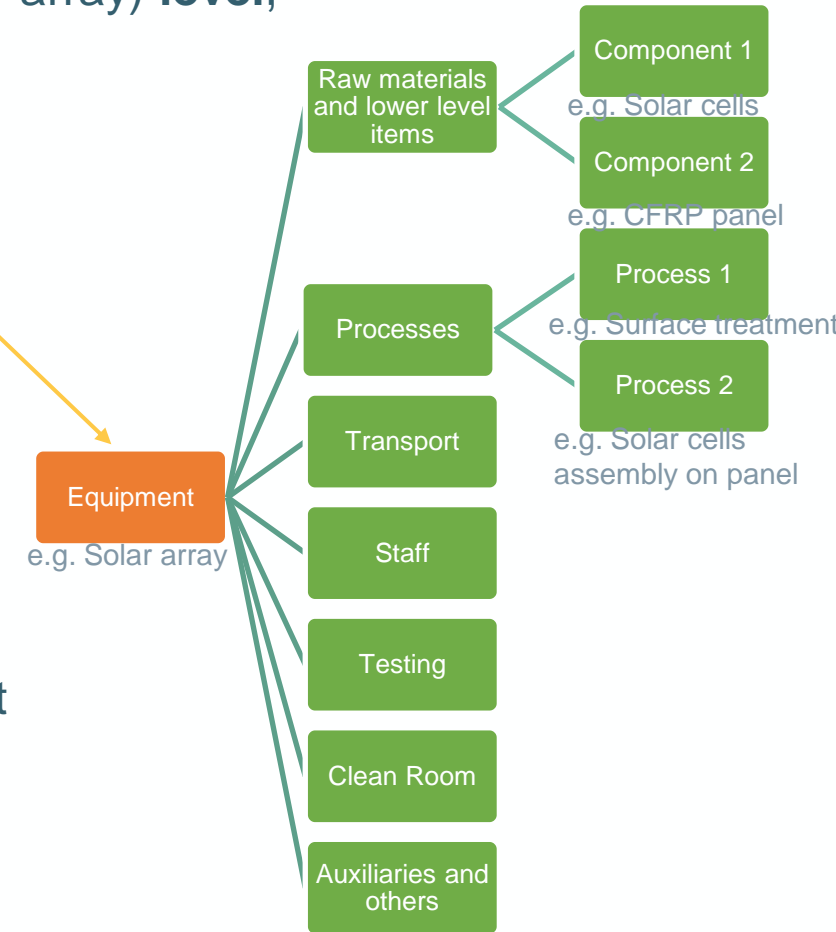 array) level,
Component 1
e.g. Solar cells
Raw materials
and lower level
items
Component 2
e.g. CFRP panel
Process 1
e.g. Surface treatment
Processes
Process 2
e.g. Solar cells
assembly on panel
Transport
Equipment
e.g. Solar array
Staff
Testing
t
Clean Room
Auxiliaries and
others